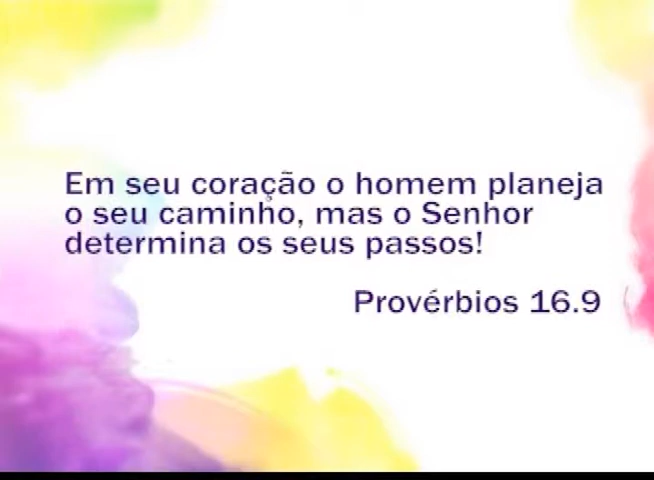 Em seu coração o homem planeja
o seu caminho, mas o Senhor
determina os seus passos!
Provérbios 16.9